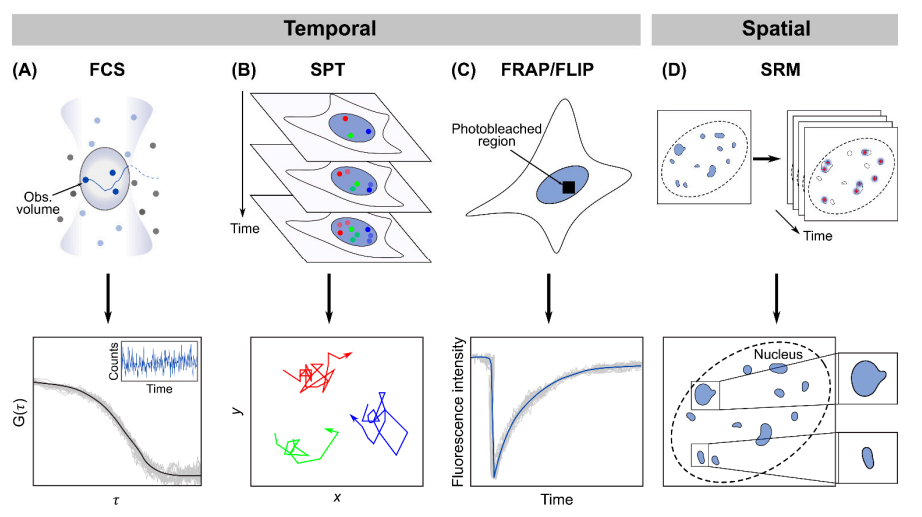 Temporal
Spatial
(A) FCS
(B) SPT
(C) FRAP/FLIP
(D) SRM
Obs.
volume
Time
Photobleached
region
Time
Counts
Time
G(τ)
τ
y
x
Fluorescence intensity
Time
Nucleus